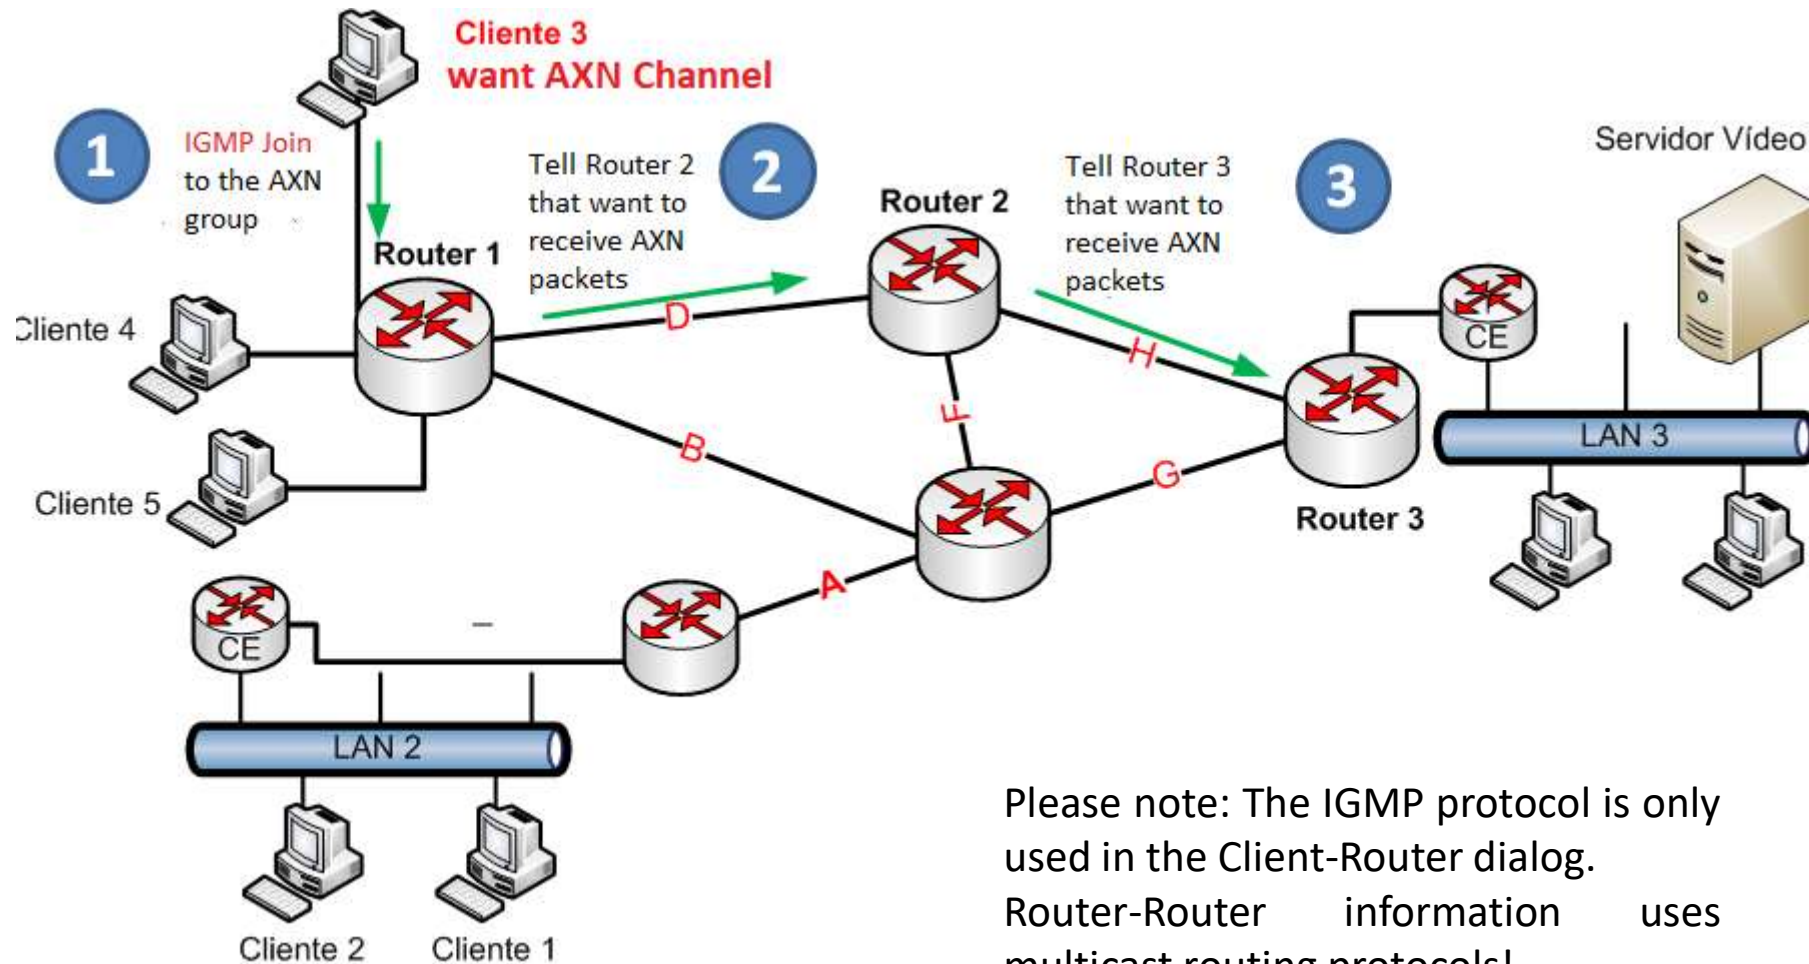 Cliente 3
want AXN Channel
1
IGMP Join
to the AXN
group
Tell Router 2
that want to
receive AXN
packets
2
Tell Router 3
that want to
receive AXN
packets
3
Servidor Vídeo
Router 1
Router 2
Cliente 4
D
H
CE
F
B
G
LAN 3
Cliente 5
Router 3
A
CE
LAN 2
Cliente 2
Cliente 1
Please note: The IGMP protocol is only
used in the Client-Router dialog.
Router-Router information uses
multicast routing protocols!